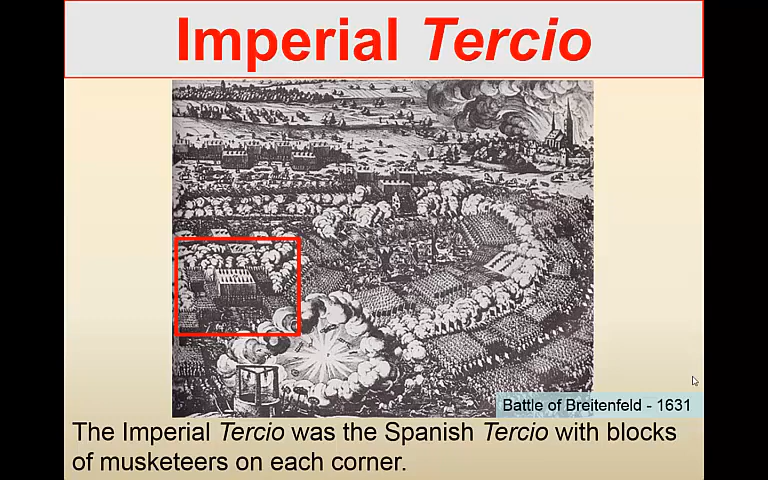 Imperial Tercio
Battle of Breitenfeld - 1631
The Imperial Tercio was the Spanish Tercio with blocks
of musketeers on each corner.